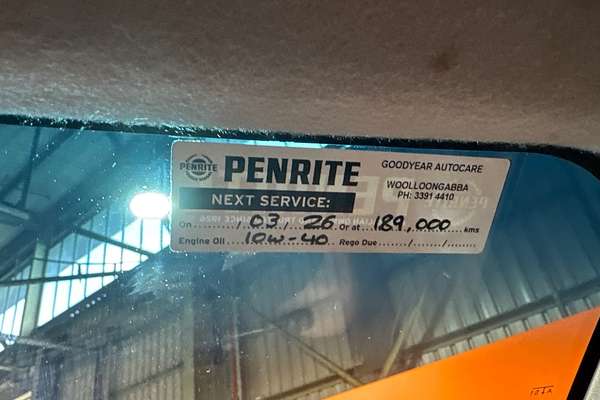 PENRITE PENRITE GOODYEAR AUTOCARE
WOOLLOONGABBA
PH: 3391 4410
NEXT SERVICE:
On ....../03/ 26 Or at 189,000 kms
Engine Oil 10W-40 Rego Due ....../....../......